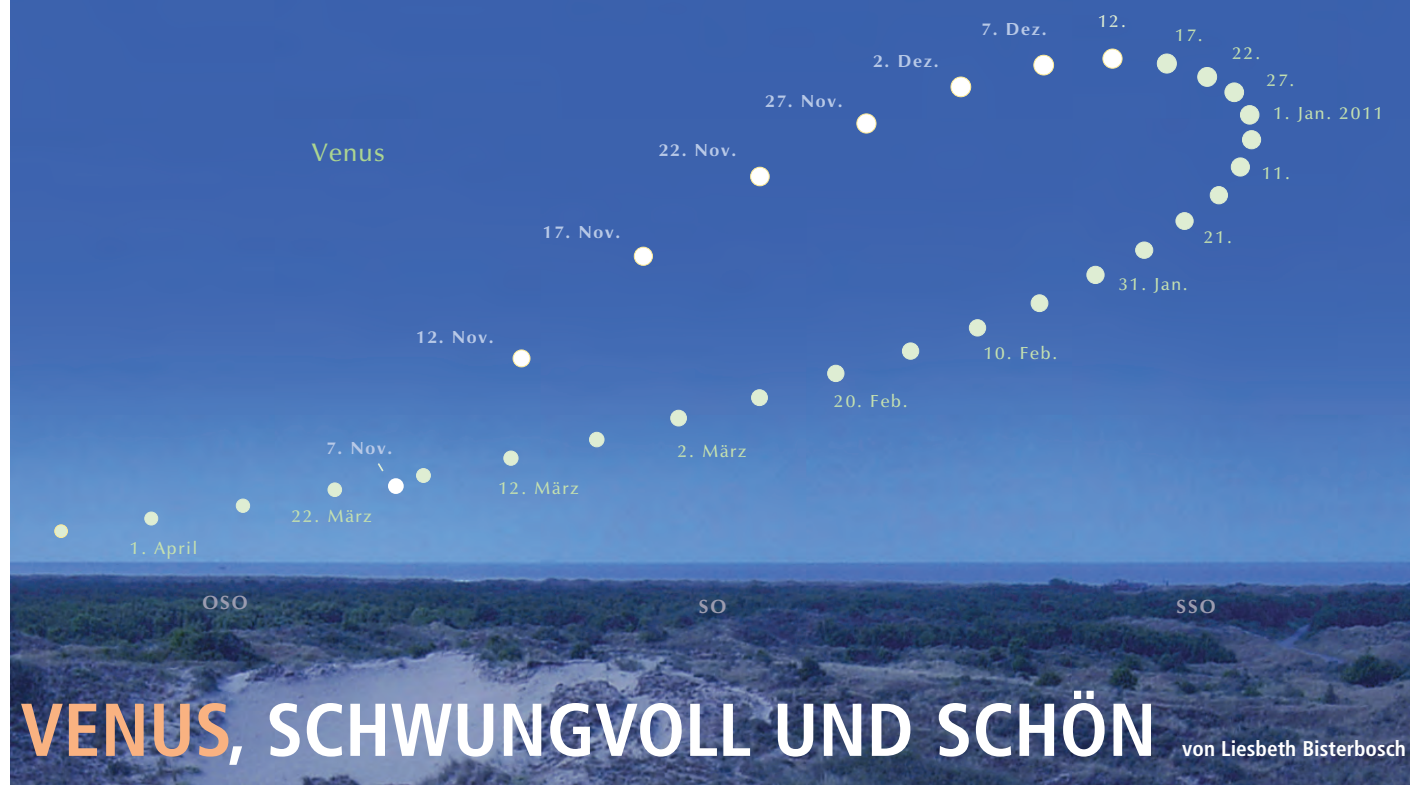 7. Dez.
12.
17.
22.
27.
1. Jan. 2011
2. Dez.
27. Nov.
22. Nov.
Venus
11.
17. Nov.
21.
31. Jan.
12. Nov.
10. Feb.
20. Feb.
7. Nov.
2. März
12. März
22. März
1. April
OSO
SO
SSO
VENUS, SCHWUNGVOLL UND SCHÖN
von Liesbeth Bisterbosch